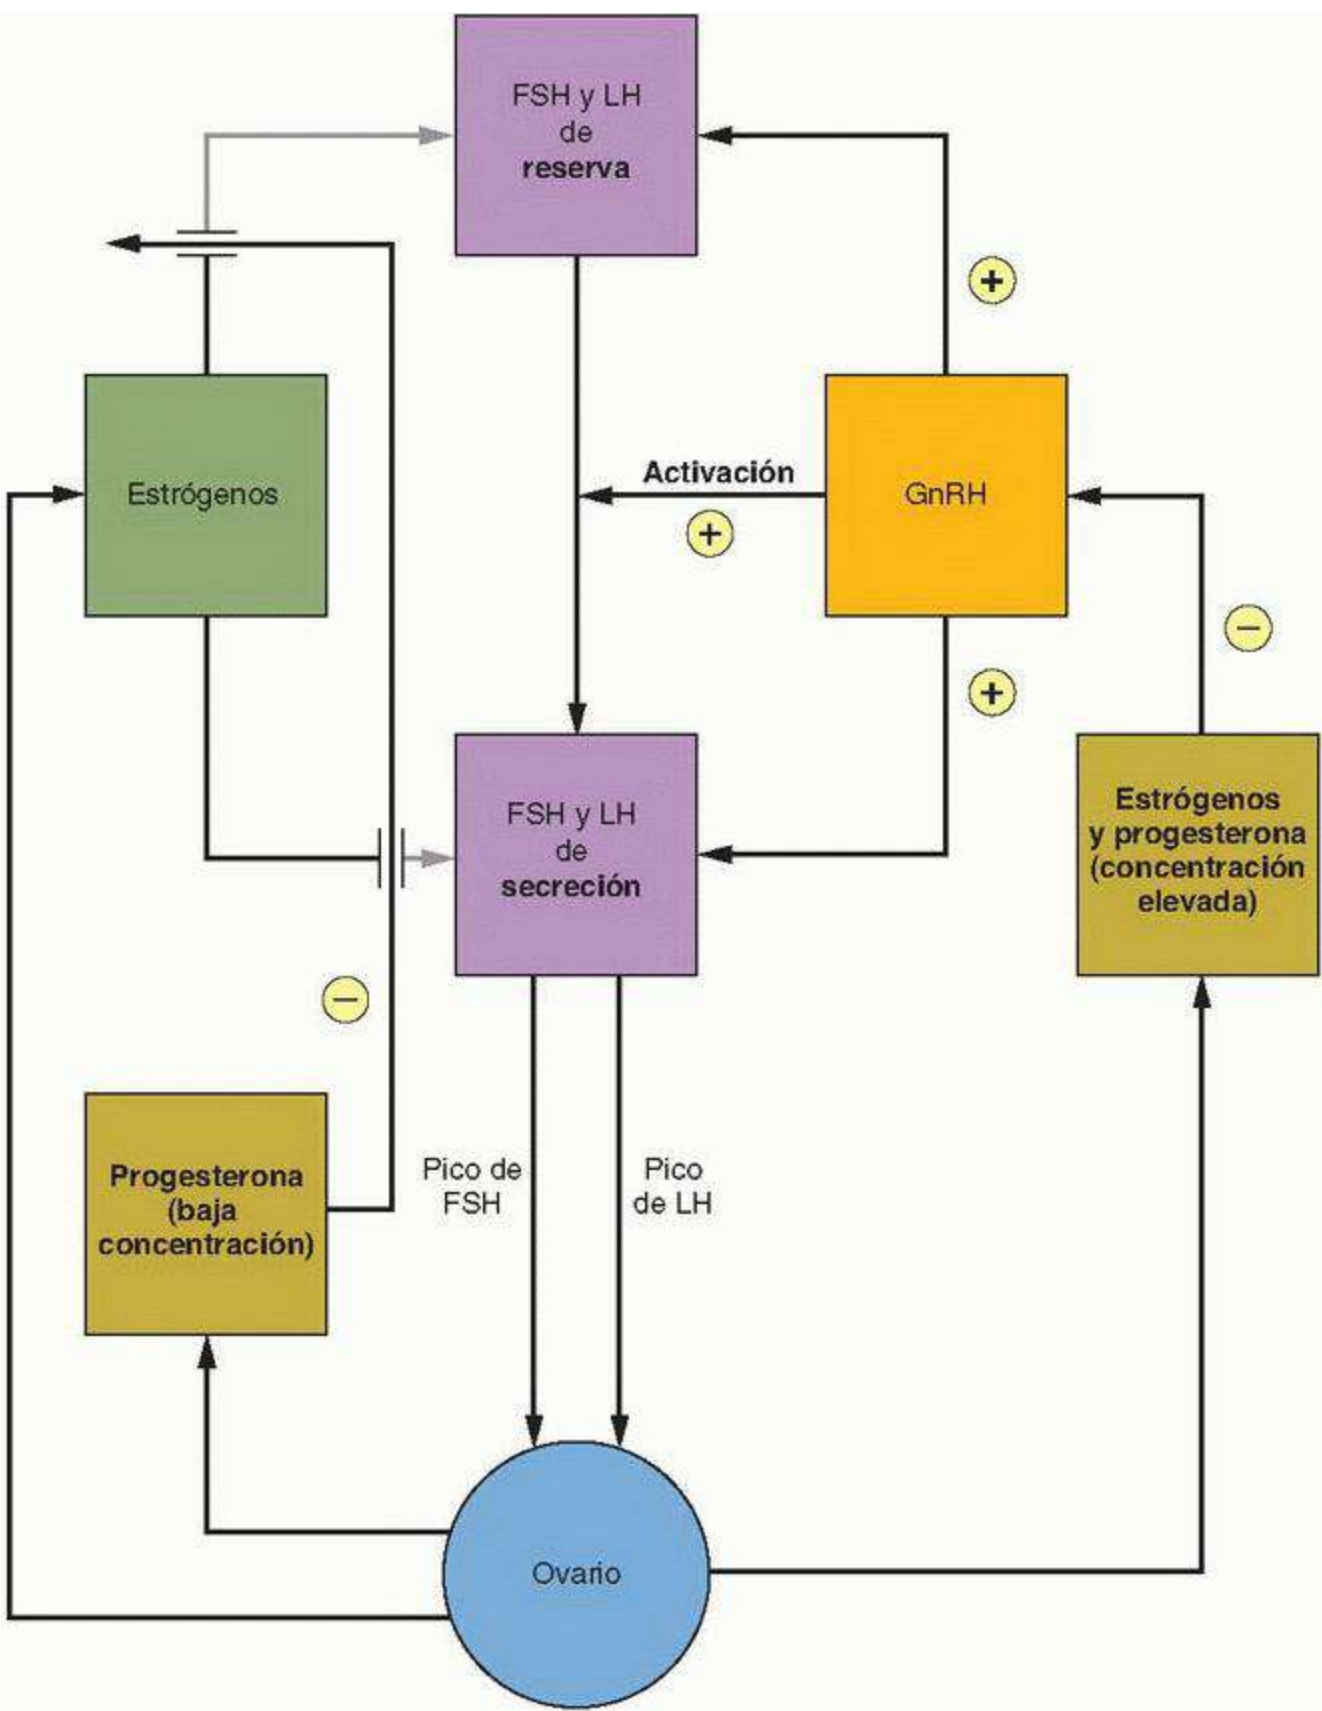 FSH y LH
de
reserva
+
Activación
+
Estrógenos
GnRH
−
+
FSH y LH
de
secreción
Estrógenos
y progesterona
(concentración
elevada)
−
Progesterona
(baja
concentración)
Pico de
FSH
Pico
de LH
Ovario